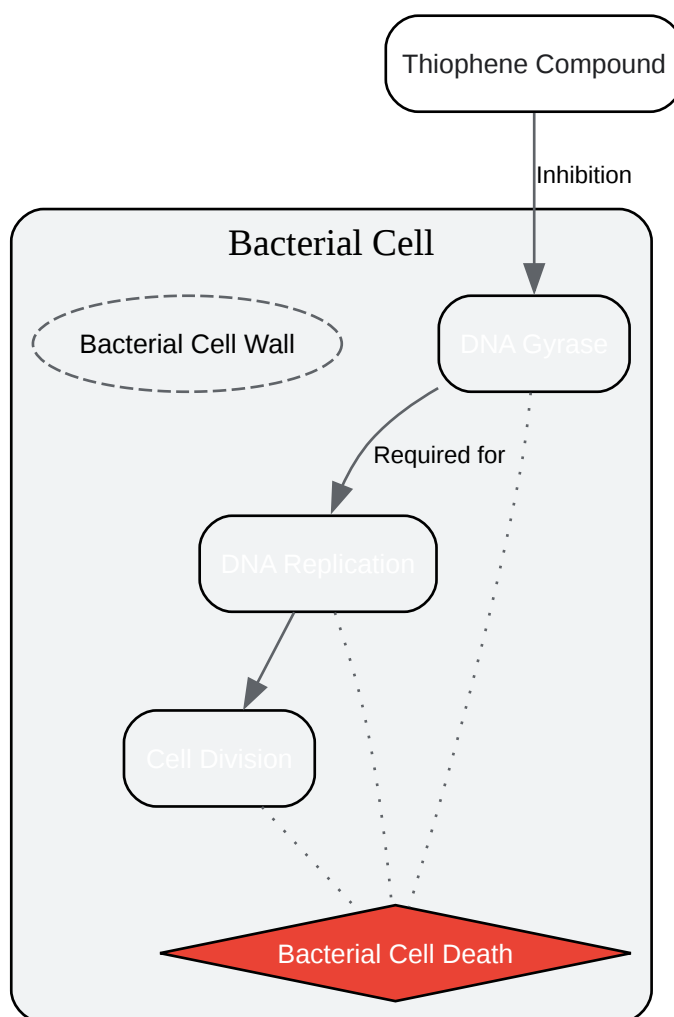 Thiophene Compound
Inhibition
Bacterial Cell
Bacterial Cell Wall
DNA Gyrase
Required for
DNA Replication
Cell Division
Bacterial Cell Death